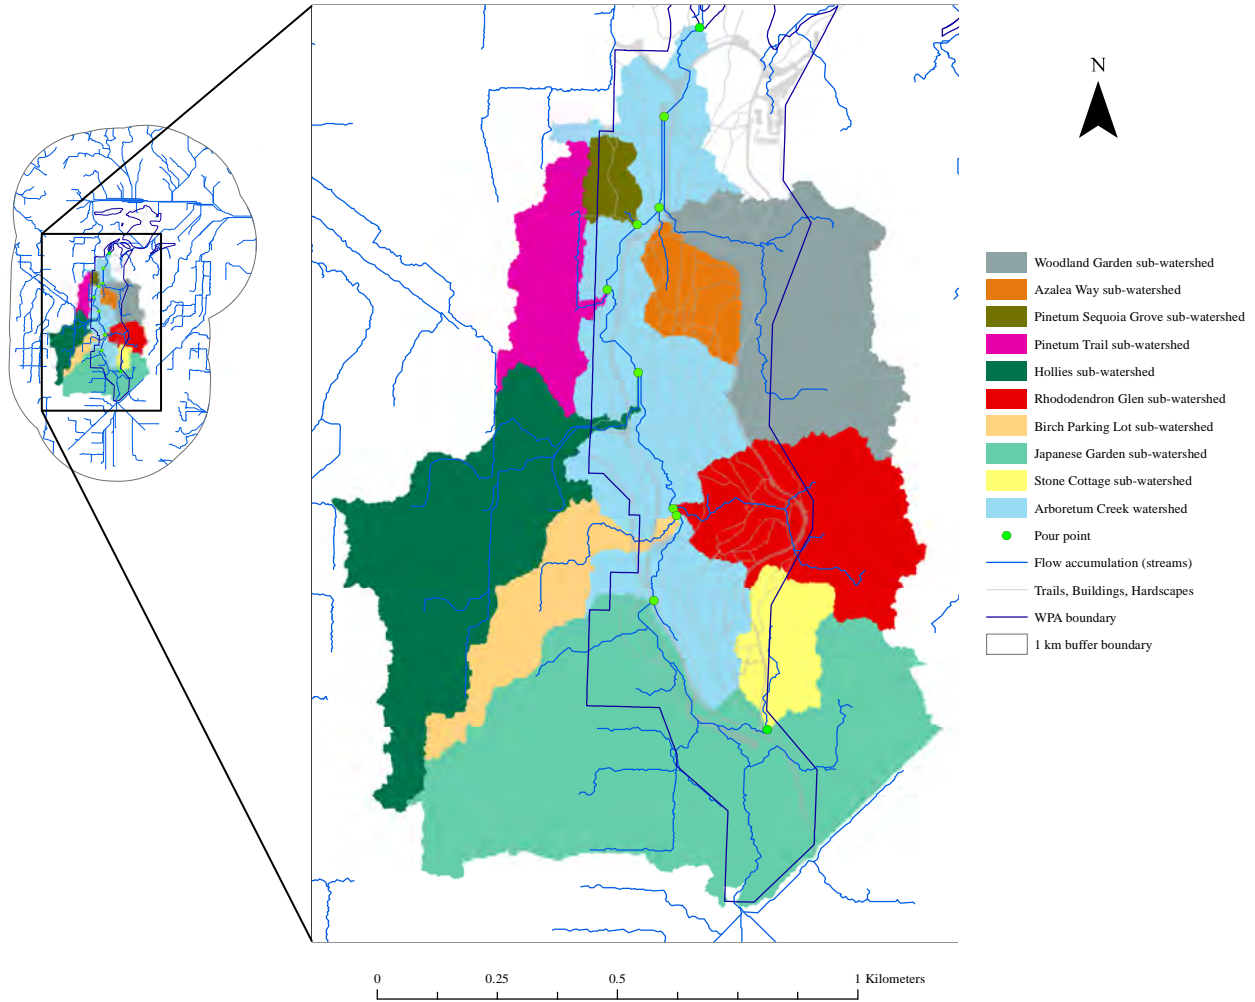 N
Woodland Garden sub-watershed
Azalea Way sub-watershed
Pinetum Sequoia Grove sub-watershed
Pinetum Trail sub-watershed
Hollies sub-watershed
Rhododendron Glen sub-watershed
Birch Parking Lot sub-watershed
Japanese Garden sub-watershed
Stone Cottage sub-watershed
Arboretum Creek watershed
Pour point
Flow accumulation (streams)
Trails, Buildings, Hardscapes
WPA boundary
1 km buffer boundary
0 0.25 0.5 1 Kilometers